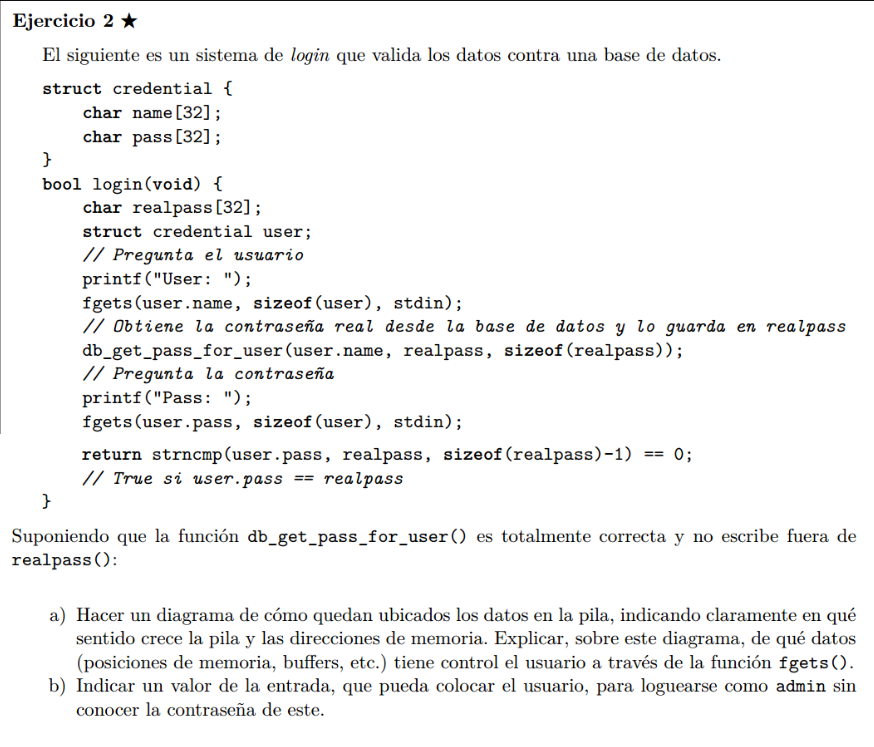 Ejercicio 2 ★
El siguiente es un sistema de login que valida los datos contra una base de datos.
struct credential {
    char name[32];
    char pass[32];
}
bool login(void) {
    char realpass[32];
    struct credential user;
    // Pregunta el usuario
    printf("User: ");
    fgets(user.name, sizeof(user), stdin);
    // Obtiene la contraseña real desde la base de datos y lo guarda en realpass
    db_get_pass_for_user(user.name, realpass, sizeof(realpass));
    // Pregunta la contraseña
    printf("Pass: ");
    fgets(user.pass, sizeof(user), stdin);
    return strncmp(user.pass, realpass, sizeof(realpass)-1) == 0;
    // True si user.pass == realpass
}
Suponiendo que la función db_get_pass_for_user() es totalmente correcta y no escribe fuera de
realpass():
a) Hacer un diagrama de cómo quedan ubicados los datos en la pila, indicando claramente en qué
sentido crece la pila y las direcciones de memoria. Explicar, sobre este diagrama, de qué datos
(posiciones de memoria, buffers, etc.) tiene control el usuario a través de la función fgets().
b) Indicar un valor de la entrada, que pueda colocar el usuario, para loguearse como admin sin
conocer la contraseña de este.